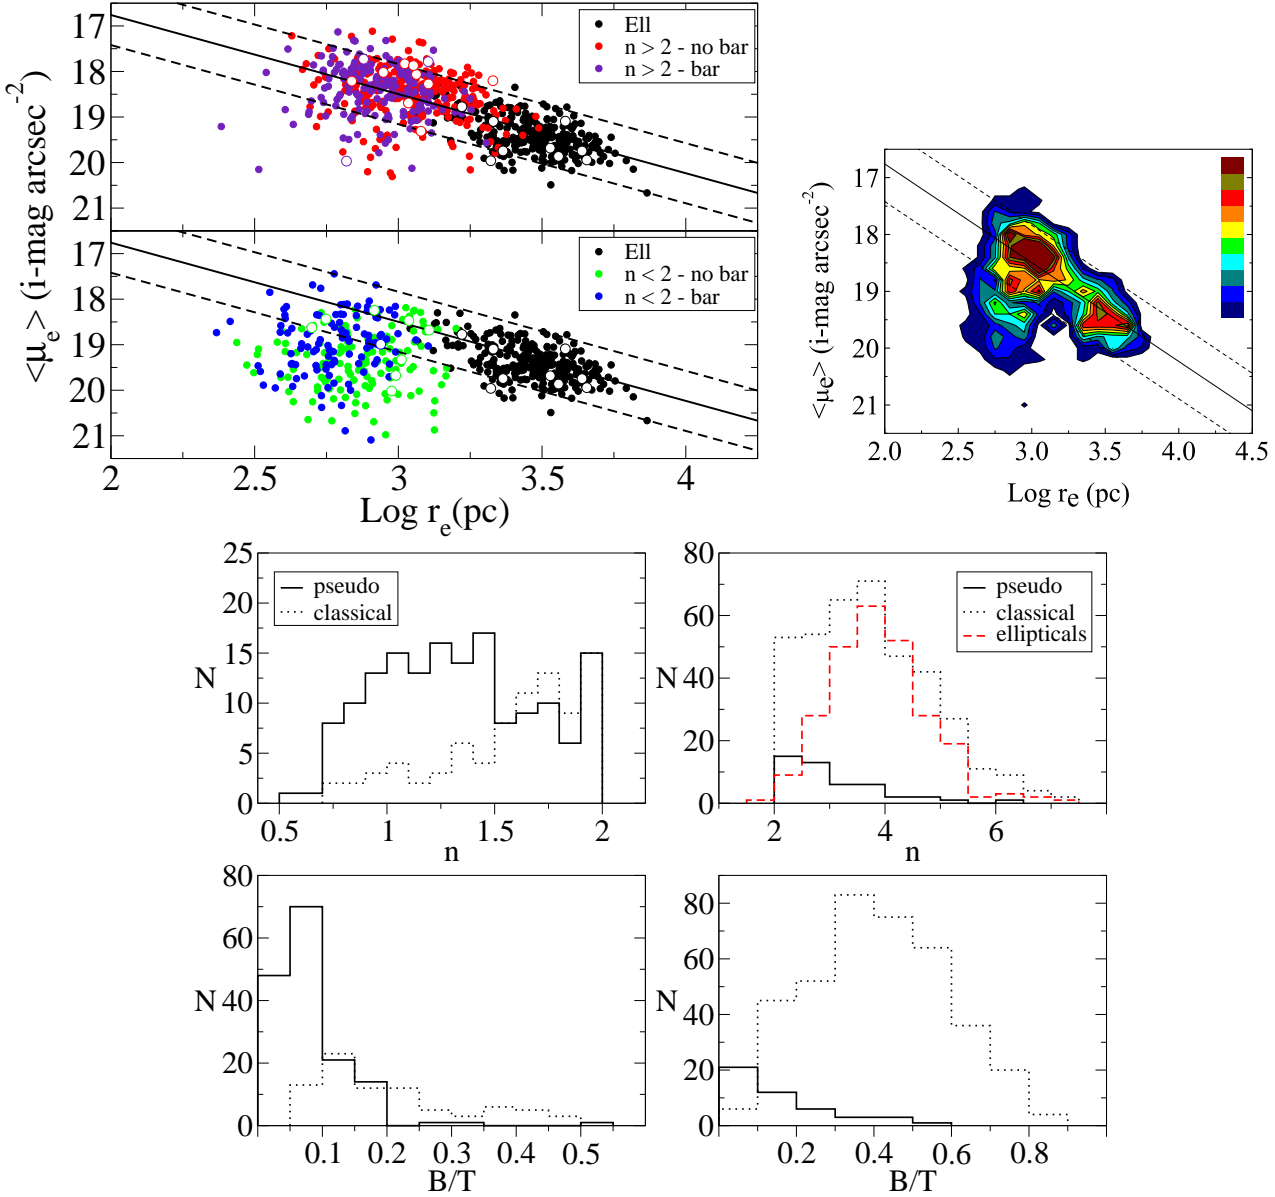 17
18
19
20
21
17
18
19
20
21
<μ_e> (i-mag arcsec^-2)
Ell
n > 2 - no bar
n > 2 - bar
Ell
n < 2 - no bar
n < 2 - bar
2 2.5 3 3.5 4
Log r_e(pc)
17
18
19
20
21
<μe> (i-mag arcsec^-2)
2.0 2.5 3.0 3.5 4.0 4.5
Log re (pc)
25
20
15
10
5
0
N
pseudo
classical
0.5 1 1.5 2
n
80
60
40
20
0
N
pseudo
classical
ellipticals
2 4 6
n
80
60
40
20
0
N
0.1 0.2 0.3 0.4 0.5
B/T
80
60
40
20
0
N
0.2 0.4 0.6 0.8
B/T